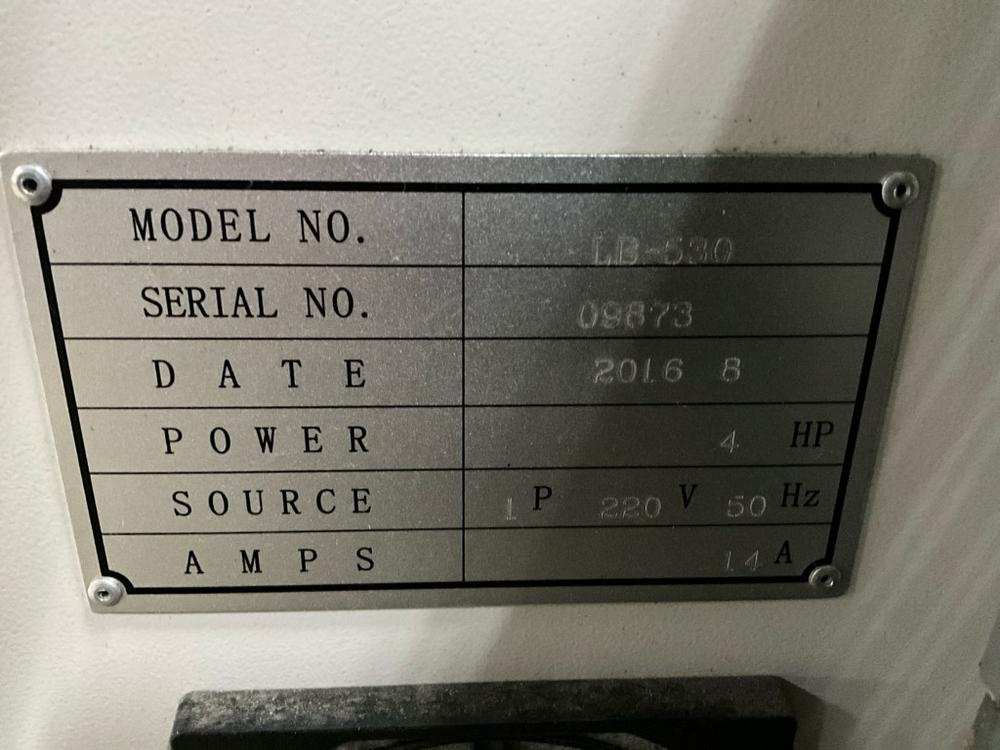 MODEL NO. LB-530
SERIAL NO. 09873
DATE 2016 8
POWER 4 HP
SOURCE 1 P 220 V 50 Hz
AMPS 14 A